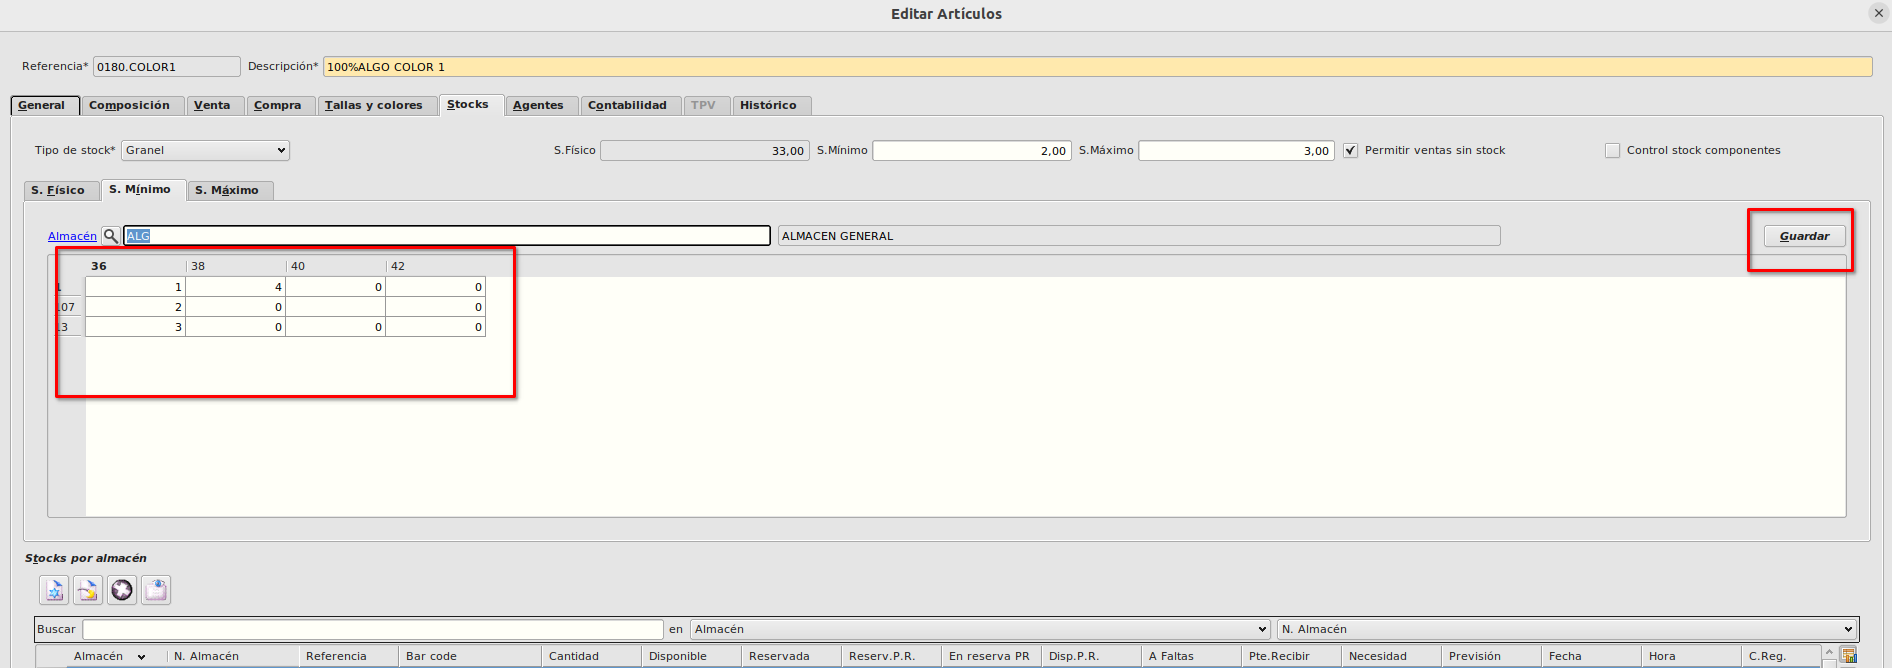 Editar Artículos
Referencia* 0180.COLOR1 Descripción* 100%ALGO COLOR 1
General Composición Venta Compra Tallas y colores Stocks Agentes Contabilidad TPV Histórico
Tipo de stock* Granel S.Físico 33,00 S.Mínimo 2,00 S.Máximo 3,00 Permitir ventas sin stock Control stock componentes
S. Físico S. Mínimo S. Máximo
Almacén ALG ALMACEN GENERAL Guardar
36 38 40 42
1 1 4 0 0
107 2 0 0
13 3 0 0 0
Stocks por almacén
Buscar en Almacén N. Almacén
Almacén N. Almacén Referencia Bar code Cantidad Disponible Reservada Reserv.P.R. En reserva PR Disp.P.R. A Faltas Pte.Recibir Necesidad Previsión Fecha Hora C.Reg.